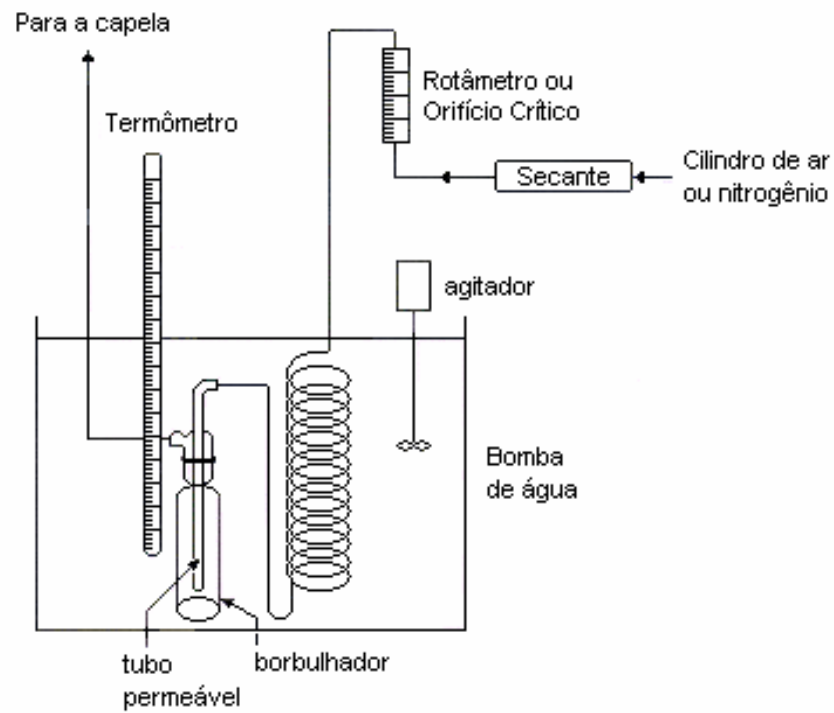 Para a capela
Termômetro
Rotâmetro ou
Orifício Crítico
Secante
Cilindro de ar
ou nitrogênio
agitador
Bomba
de água
tubo
permeável
borbulhador